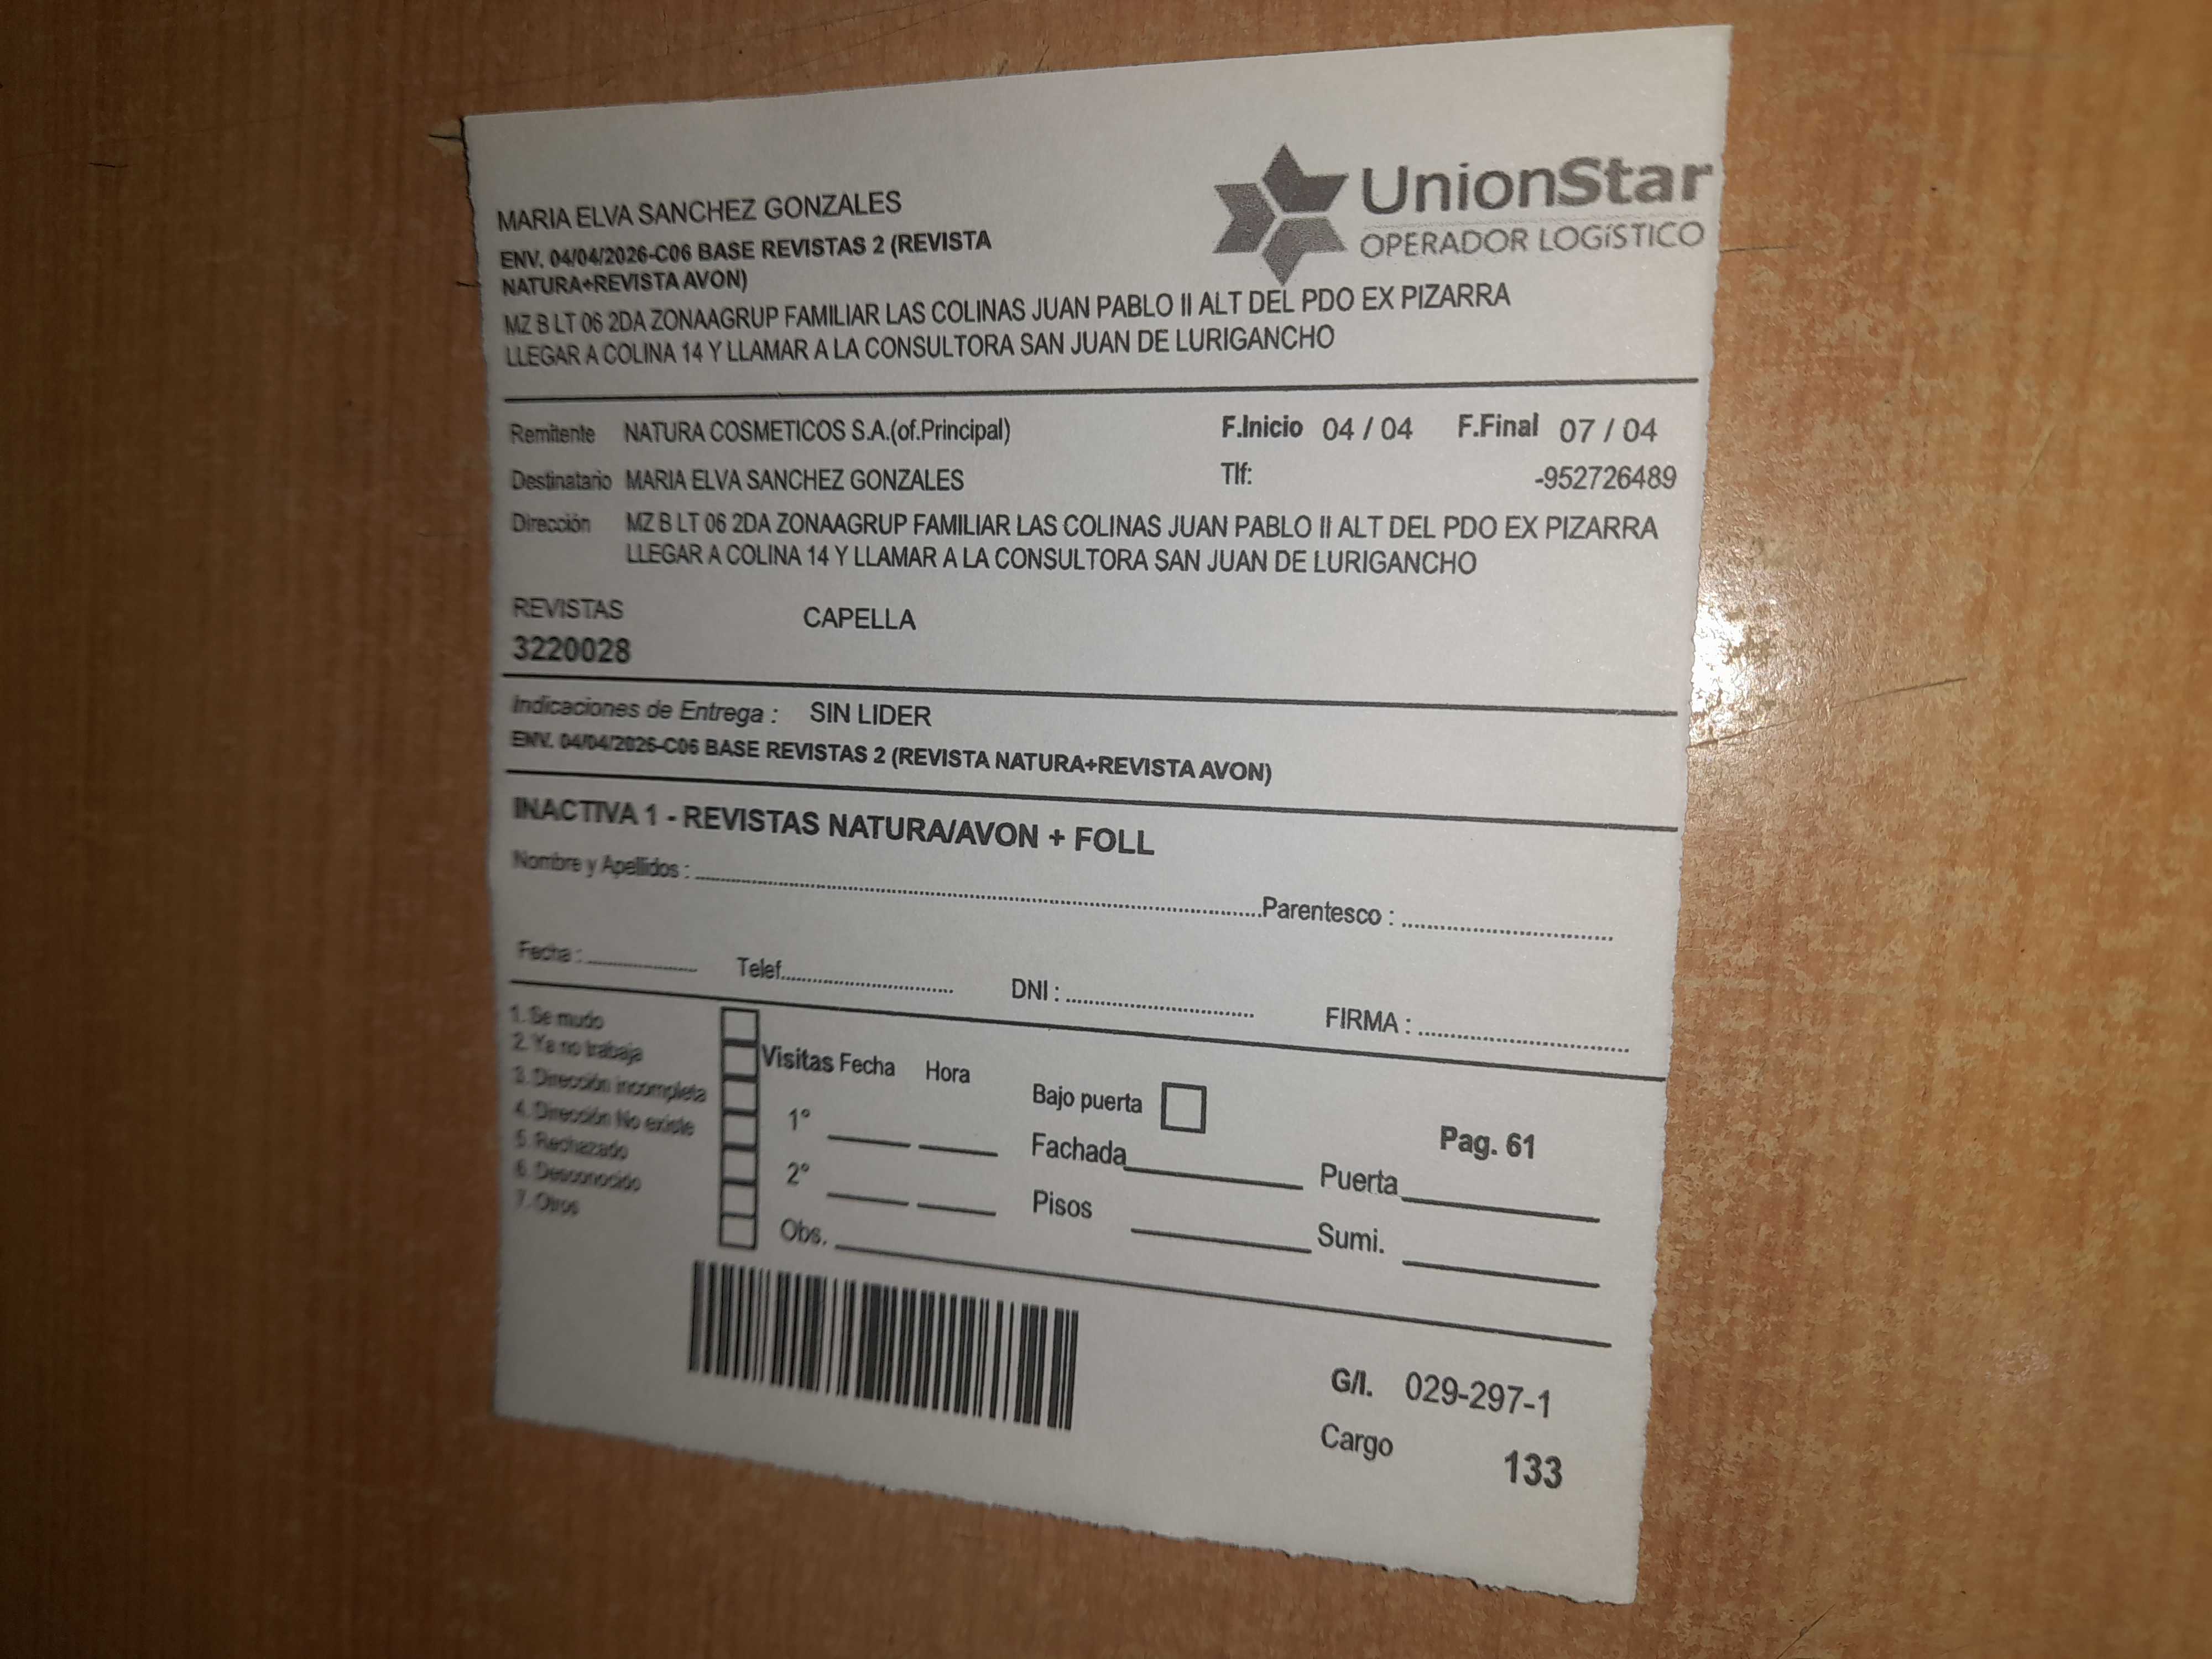 MARIA ELVA SANCHEZ GONZALES
UnionStar
OPERADOR LOGíSTICO
ENV. 04/04/2026-C06 BASE REVISTAS 2 (REVISTA
NATURA+REVISTA AVON)
MZ B LT 06 2DA ZONAAGRUP FAMILIAR LAS COLINAS JUAN PABLO II ALT DEL PDO EX PIZARRA
LLEGAR A COLINA 14 Y LLAMAR A LA CONSULTORA SAN JUAN DE LURIGANCHO
Remitente NATURA COSMETICOS S.A.(of.Principal) F.Inicio 04 / 04 F.Final 07 / 04
Destinatario MARIA ELVA SANCHEZ GONZALES Tlf: -952726489
Dirección MZ B LT 06 2DA ZONAAGRUP FAMILIAR LAS COLINAS JUAN PABLO II ALT DEL PDO EX PIZARRA
LLEGAR A COLINA 14 Y LLAMAR A LA CONSULTORA SAN JUAN DE LURIGANCHO
REVISTAS CAPELLA
3220028
Indicaciones de Entrega : SIN LIDER
ENV. 04/04/2026-C06 BASE REVISTAS 2 (REVISTA NATURA+REVISTA AVON)
INACTIVA 1 - REVISTAS NATURA/AVON + FOLL
Nombre y Apellidos : Parentesco :
Fecha : Telef. DNI : FIRMA :
1. Se mudo
2. Ya no trabaja
3. Dirección incompleta
4. Dirección No existe
5. Rechazado
6. Desconocido
7. Otros
Visitas Fecha Hora
1°
2°
Obs.
Bajo puerta
Fachada
Pisos
Pag. 61
Puerta
Sumi.
G/I. 029-297-1
Cargo 133